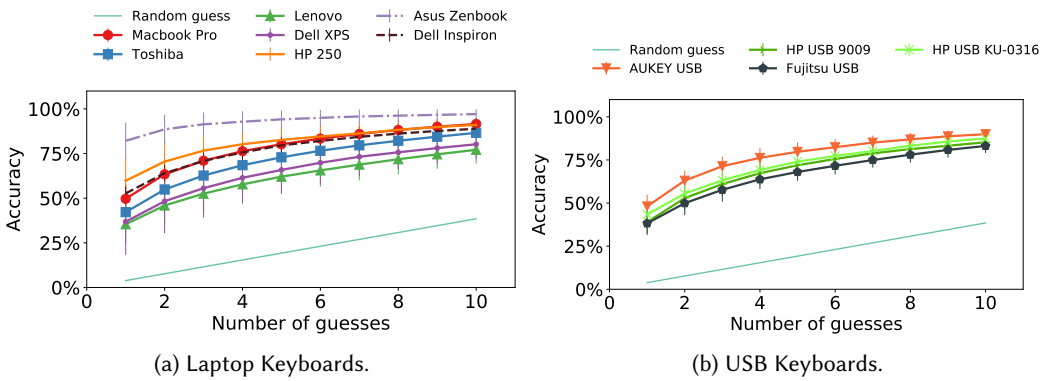 Random guess
Macbook Pro
Toshiba
Lenovo
Dell XPS
HP 250
Asus Zenbook
Dell Inspiron
100%
75%
50%
25%
0%
Accuracy
0 2 4 6 8 10
Number of guesses
(a) Laptop Keyboards.
Random guess
AUKEY USB
HP USB 9009
Fujitsu USB
HP USB KU-0316
100%
75%
50%
25%
0%
Accuracy
0 2 4 6 8 10
Number of guesses
(b) USB Keyboards.